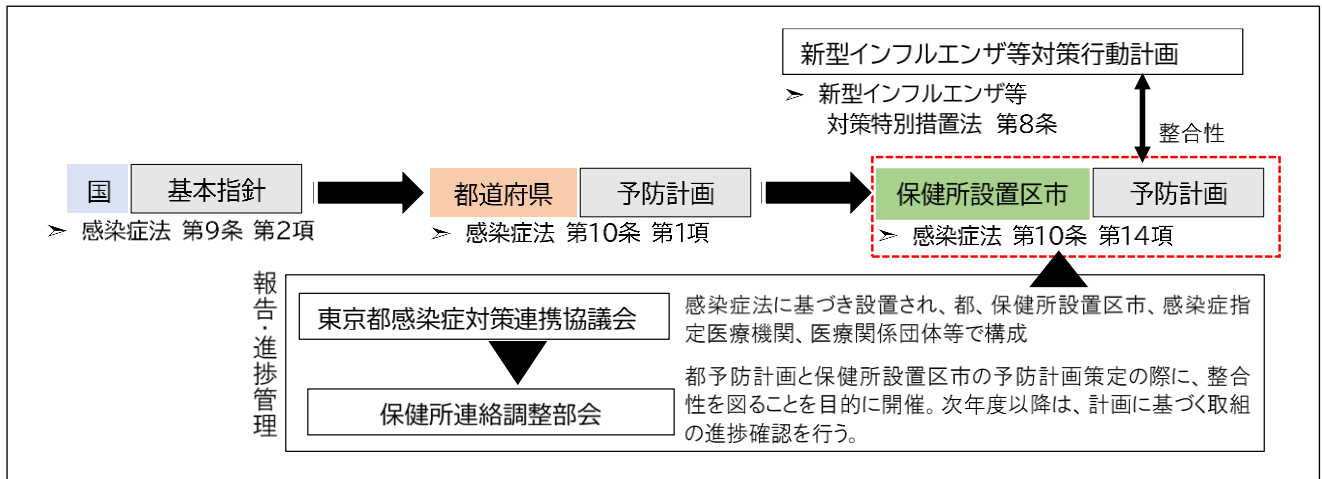 新型インフルエンザ等対策行動計画
➢ 新型インフルエンザ等
対策特別措置法 第8条
整合性
国 基本指針
➢ 感染症法 第9条 第2項
都道府県 予防計画
➢ 感染症法 第10条 第1項
保健所設置区市 予防計画
➢ 感染症法 第10条 第14項
報告・進捗管理
東京都感染症対策連携協議会
感染症法に基づき設置され、都、保健所設置区市、感染症指
定医療機関、医療関係団体等で構成
保健所連絡調整部会
都予防計画と保健所設置区市の予防計画策定の際に、整合
性を図ることを目的に開催。次年度以降は、計画に基づく取組
の進捗確認を行う。